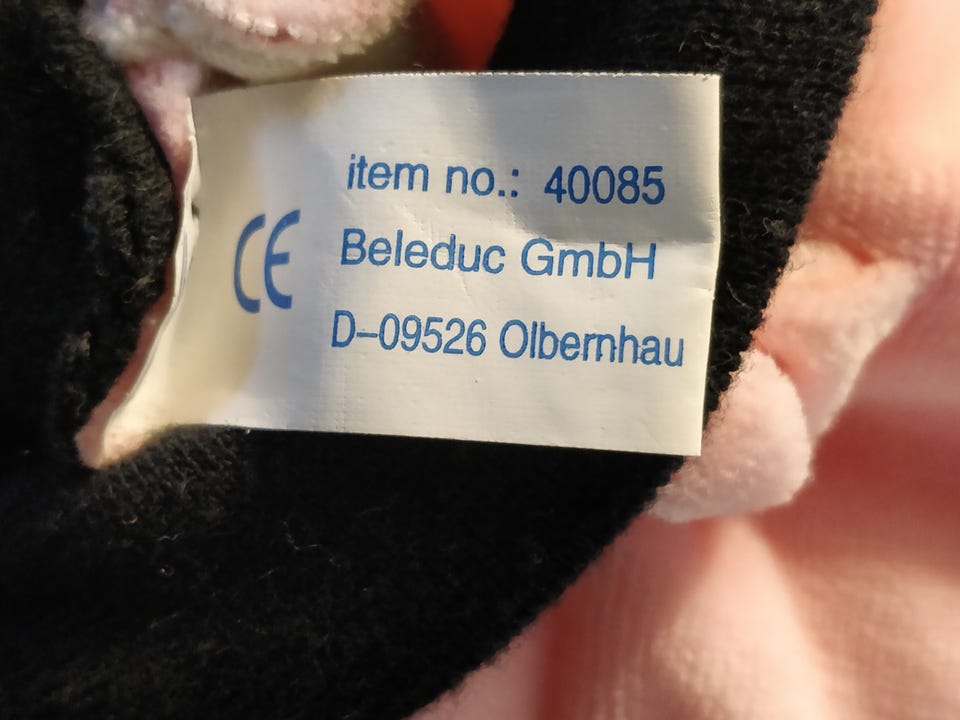 item no.: 40085
CE
Beleduc GmbH
D-09526 Olbernhau